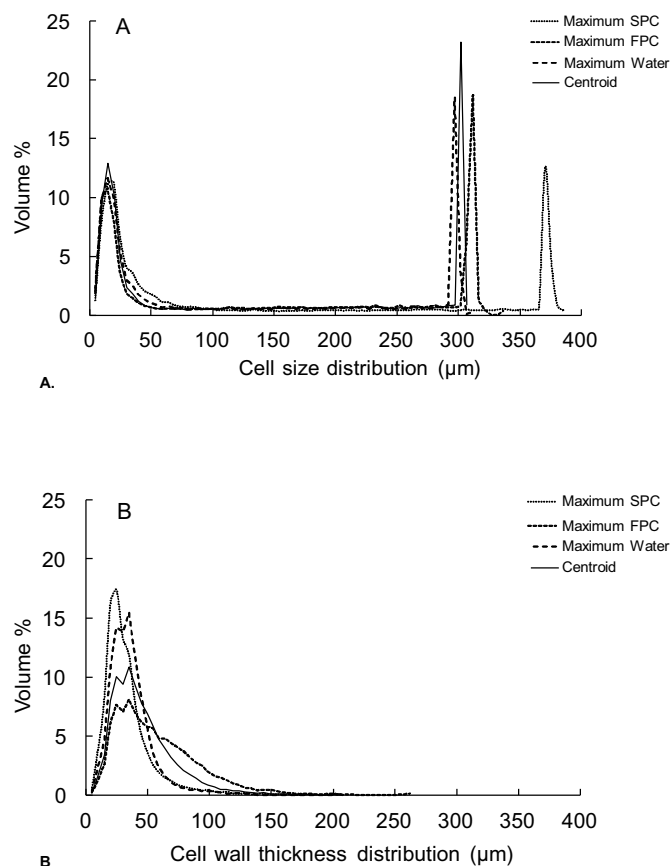 A
25
20
15
10
5
0
Volume %
0 50 100 150 200 250 300 350 400
Cell size distribution (µm)
Maximum SPC
Maximum FPC
Maximum Water
Centroid
A.
B
25
20
15
10
5
0
Volume %
0 50 100 150 200 250 300 350 400
Cell wall thickness distribution (µm)
Maximum SPC
Maximum FPC
Maximum Water
Centroid
B